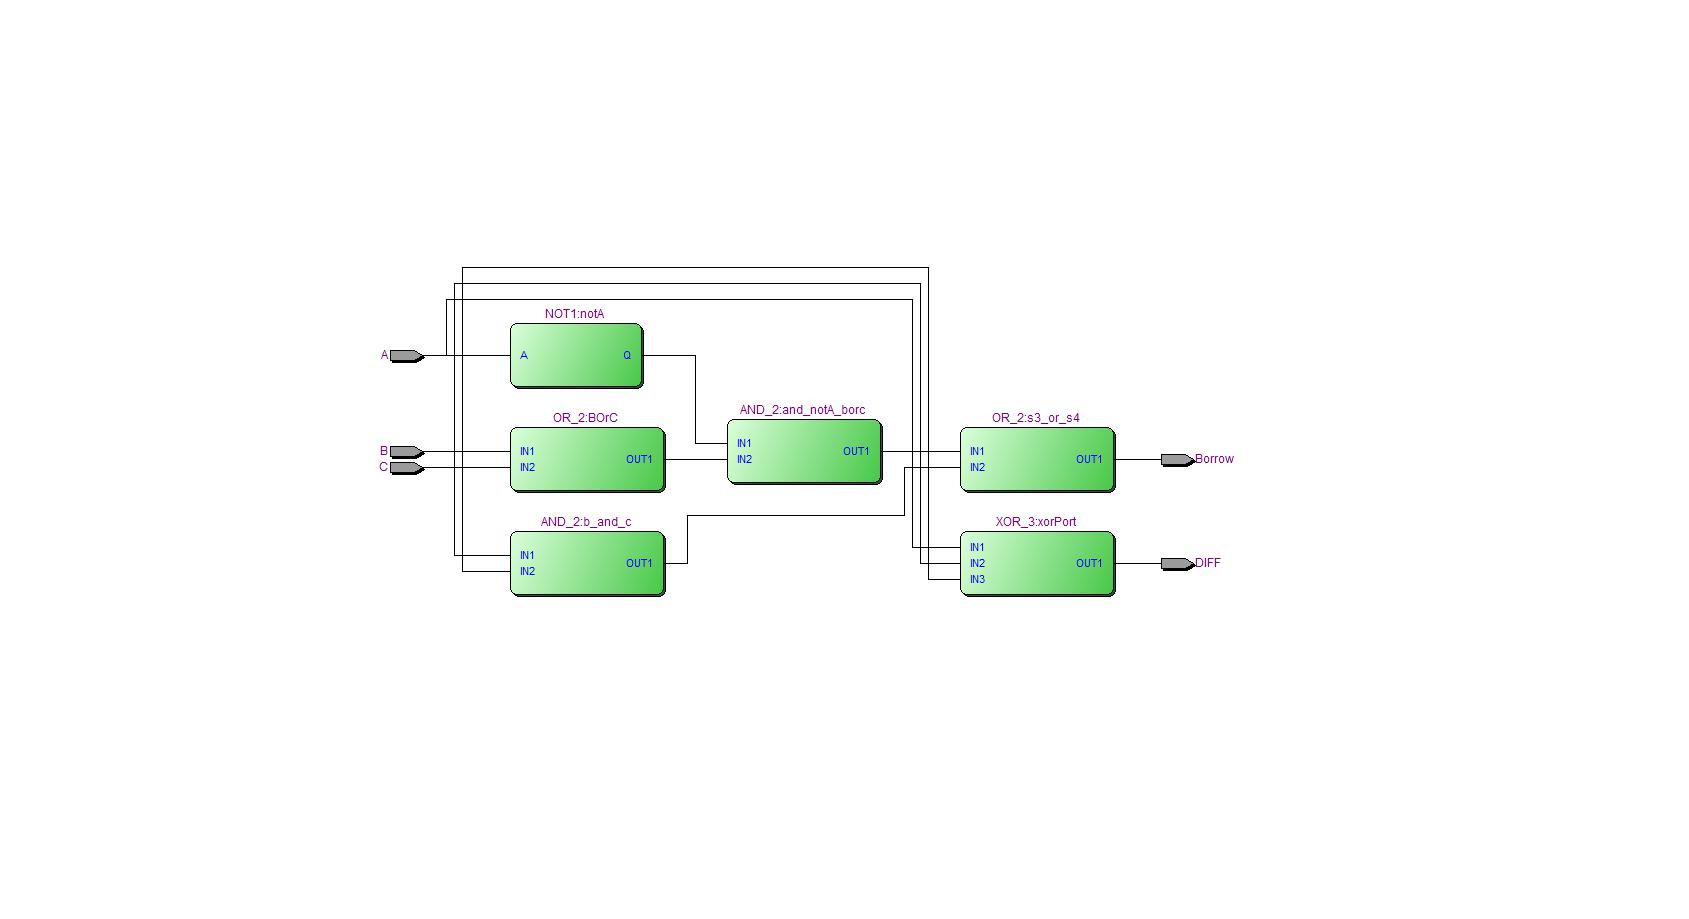 NOT1:notA
A
A
Q
OR_2:BOrC
AND_2:and_notA_borc
OR_2:s3_or_s4
B
C
IN1
IN2
OUT1
IN1
IN2
OUT1
IN1
IN2
OUT1
Borrow
AND_2:b_and_c
XOR_3:xorPort
IN1
IN2
OUT1
IN1
IN2
IN3
OUT1
DIFF